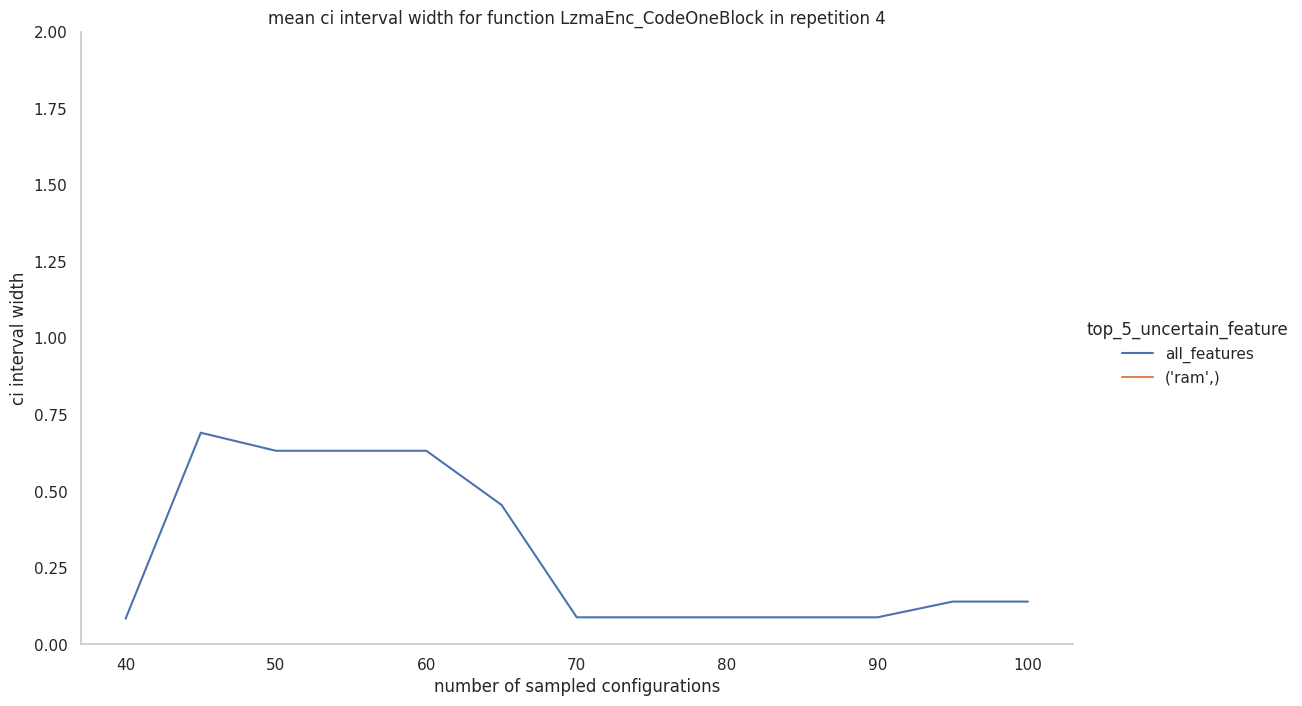 mean ci interval width for function LzmaEnc_CodeOneBlock in repetition 4
2.00
1.75
1.50
1.25
1.00
0.75
0.50
0.25
0.00
ci interval width
40 50 60 70 80 90 100
number of sampled configurations
top_5_uncertain_feature
all_features
('ram',)